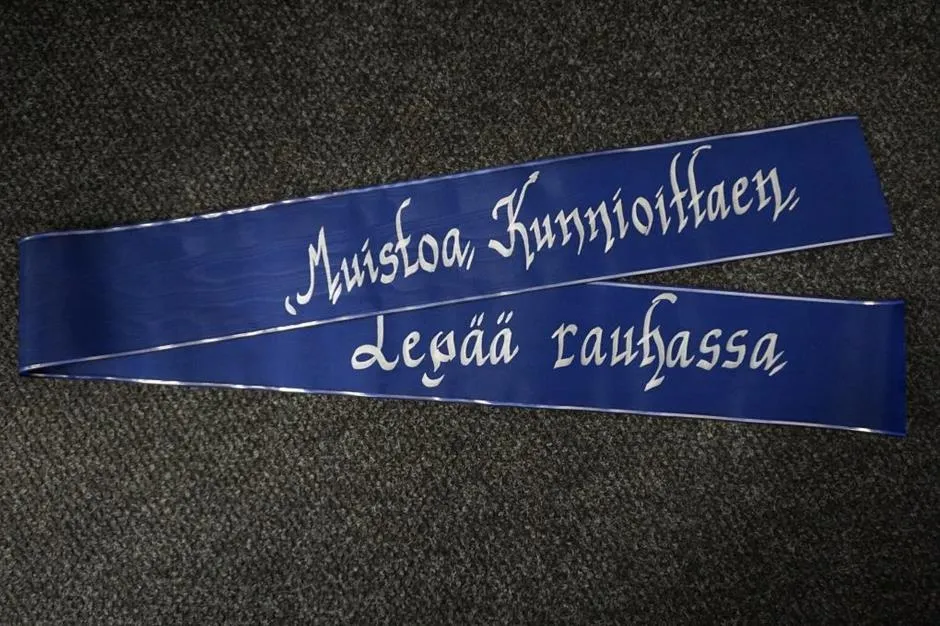 Muistoa Kunnioittaen
Lepää rauhassa